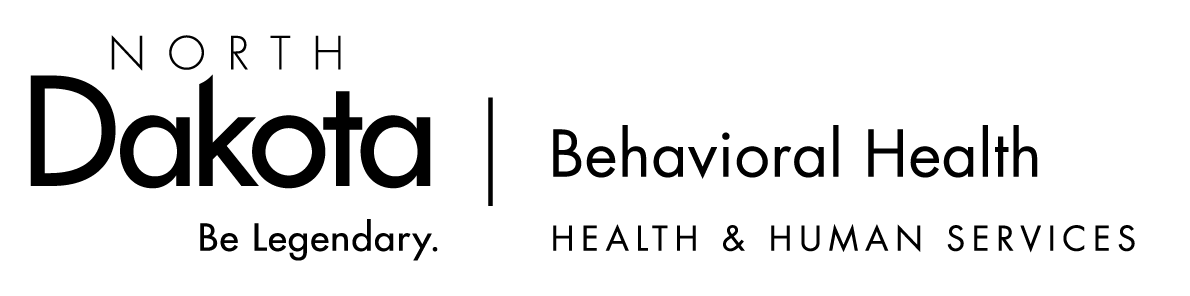 NORTH
Dakota
Be Legendary.
Behavioral Health
HEALTH & HUMAN SERVICES